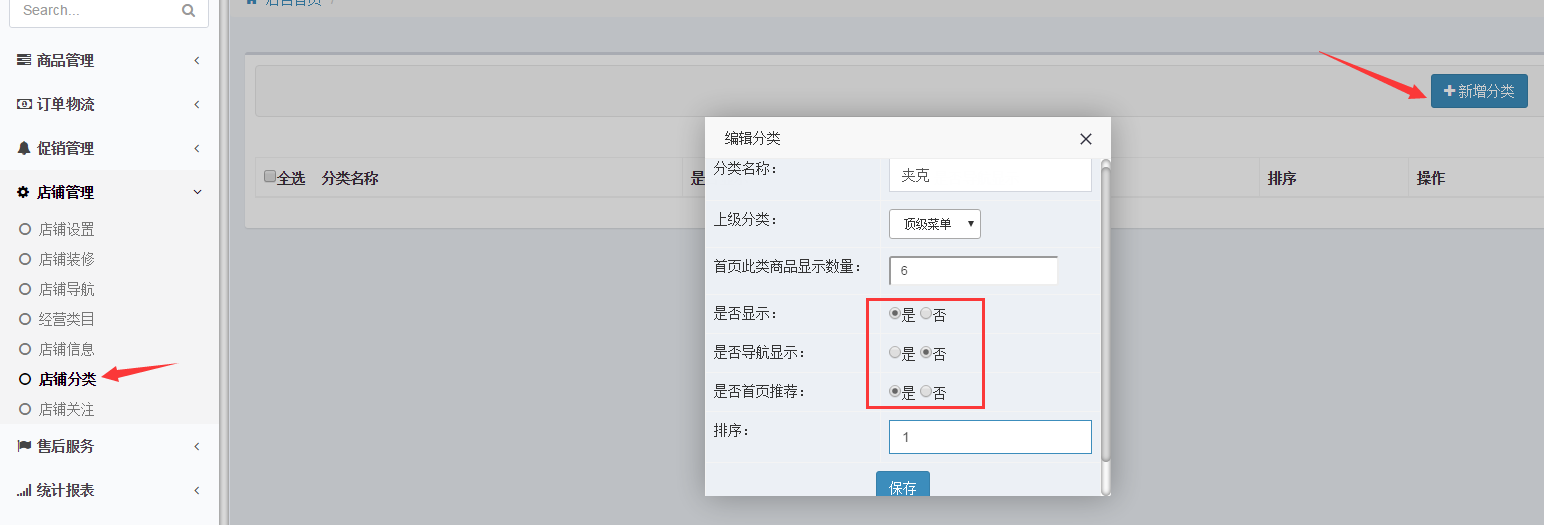 Search...
后台首页 /
商品管理
订单物流
促销管理
店铺管理
店铺设置
店铺装修
店铺导航
经营类目
店铺信息
店铺分类
店铺关注
售后服务
统计报表
新增分类
全选 分类名称 是 排序 操作
编辑分类
分类名称： 夹克
上级分类： 顶级菜单
首页此类商品显示数量： 6
是否显示： 是 否
是否导航显示： 是 否
是否首页推荐： 是 否
排序： 1
保存